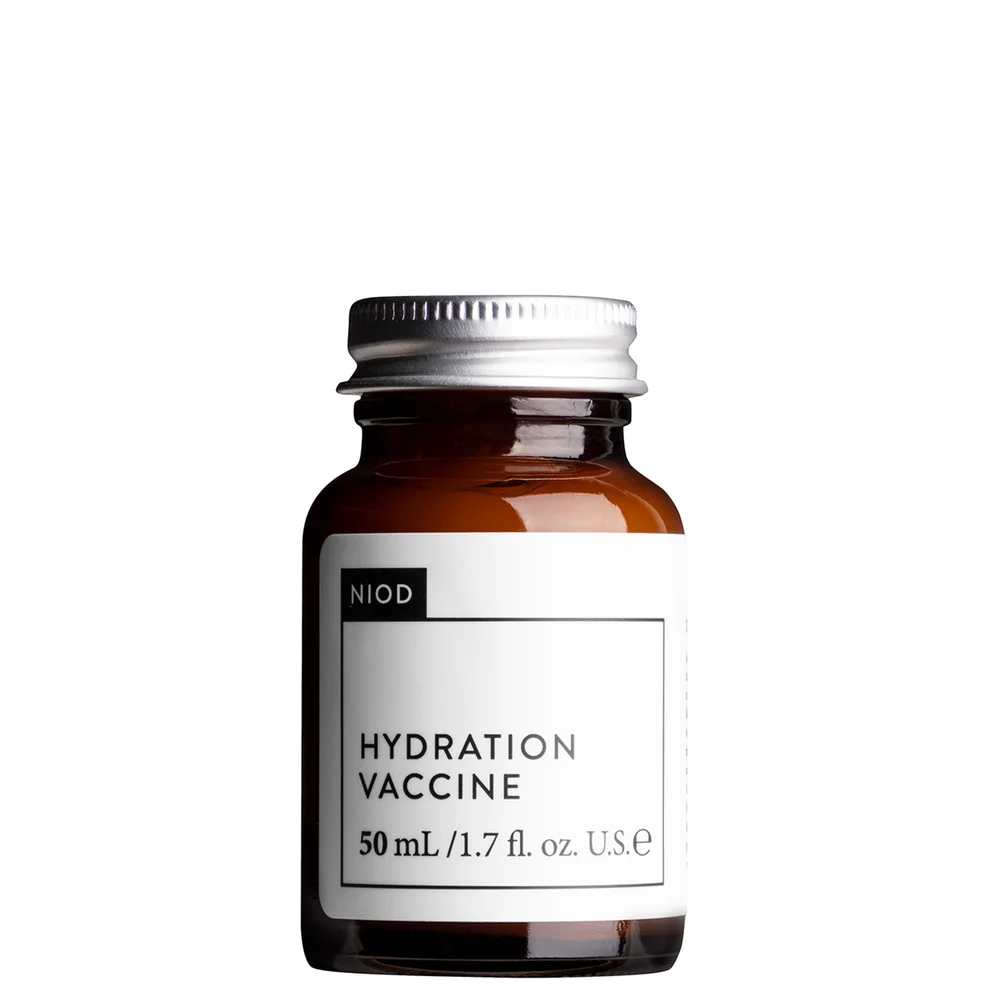 NIOD
HYDRATION
VACCINE
50 mL /1.7 fl. oz. U.S.℮